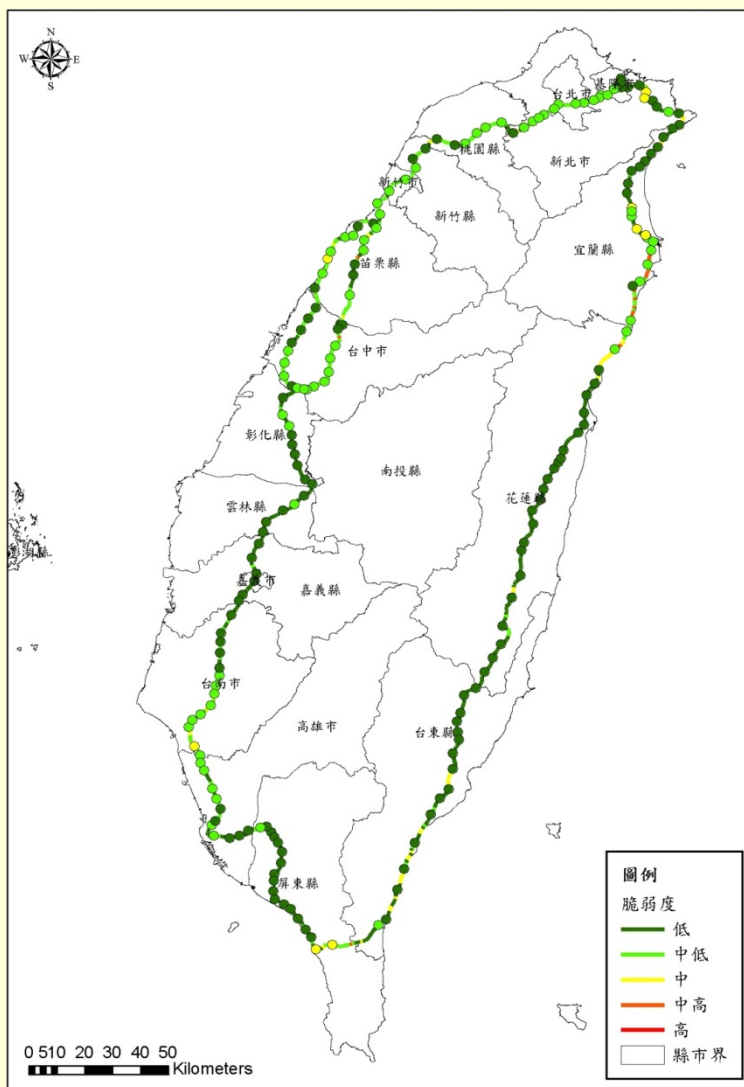 N
W E
S
基隆市
台北市
桃園縣
新北市
新竹市
新竹縣
宜蘭縣
苗栗縣
台中市
彰化縣
南投縣
花蓮縣
雲林縣
澎湖縣
嘉義市
嘉義縣
台南市
高雄市
台東縣
屏東縣
圖例
脆弱度
低
中低
中
中高
高
縣市界
0 510 20 30 40 50
Kilometers